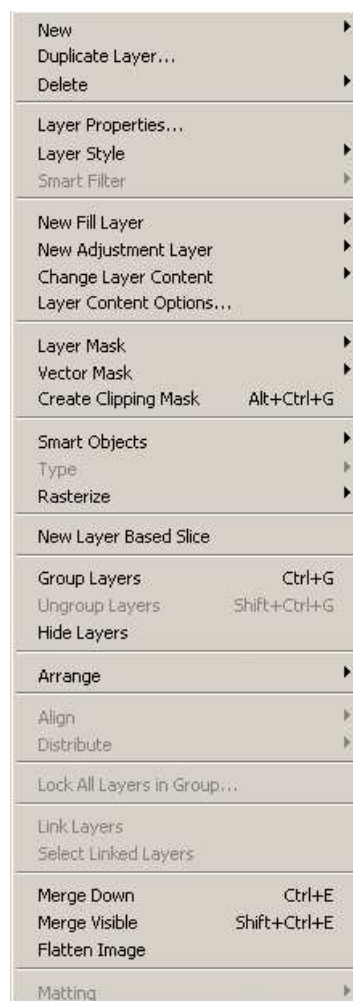 New
Duplicate Layer...
Delete
Layer Properties...
Layer Style
Smart Filter
New Fill Layer
New Adjustment Layer
Change Layer Content
Layer Content Options...
Layer Mask
Vector Mask
Create Clipping Mask Alt+Ctrl+G
Smart Objects
Type
Rasterize
New Layer Based Slice
Group Layers Ctrl+G
Ungroup Layers Shift+Ctrl+G
Hide Layers
Arrange
Align
Distribute
Lock All Layers in Group...
Link Layers
Select Linked Layers
Merge Down Ctrl+E
Merge Visible Shift+Ctrl+E
Flatten Image
Matting